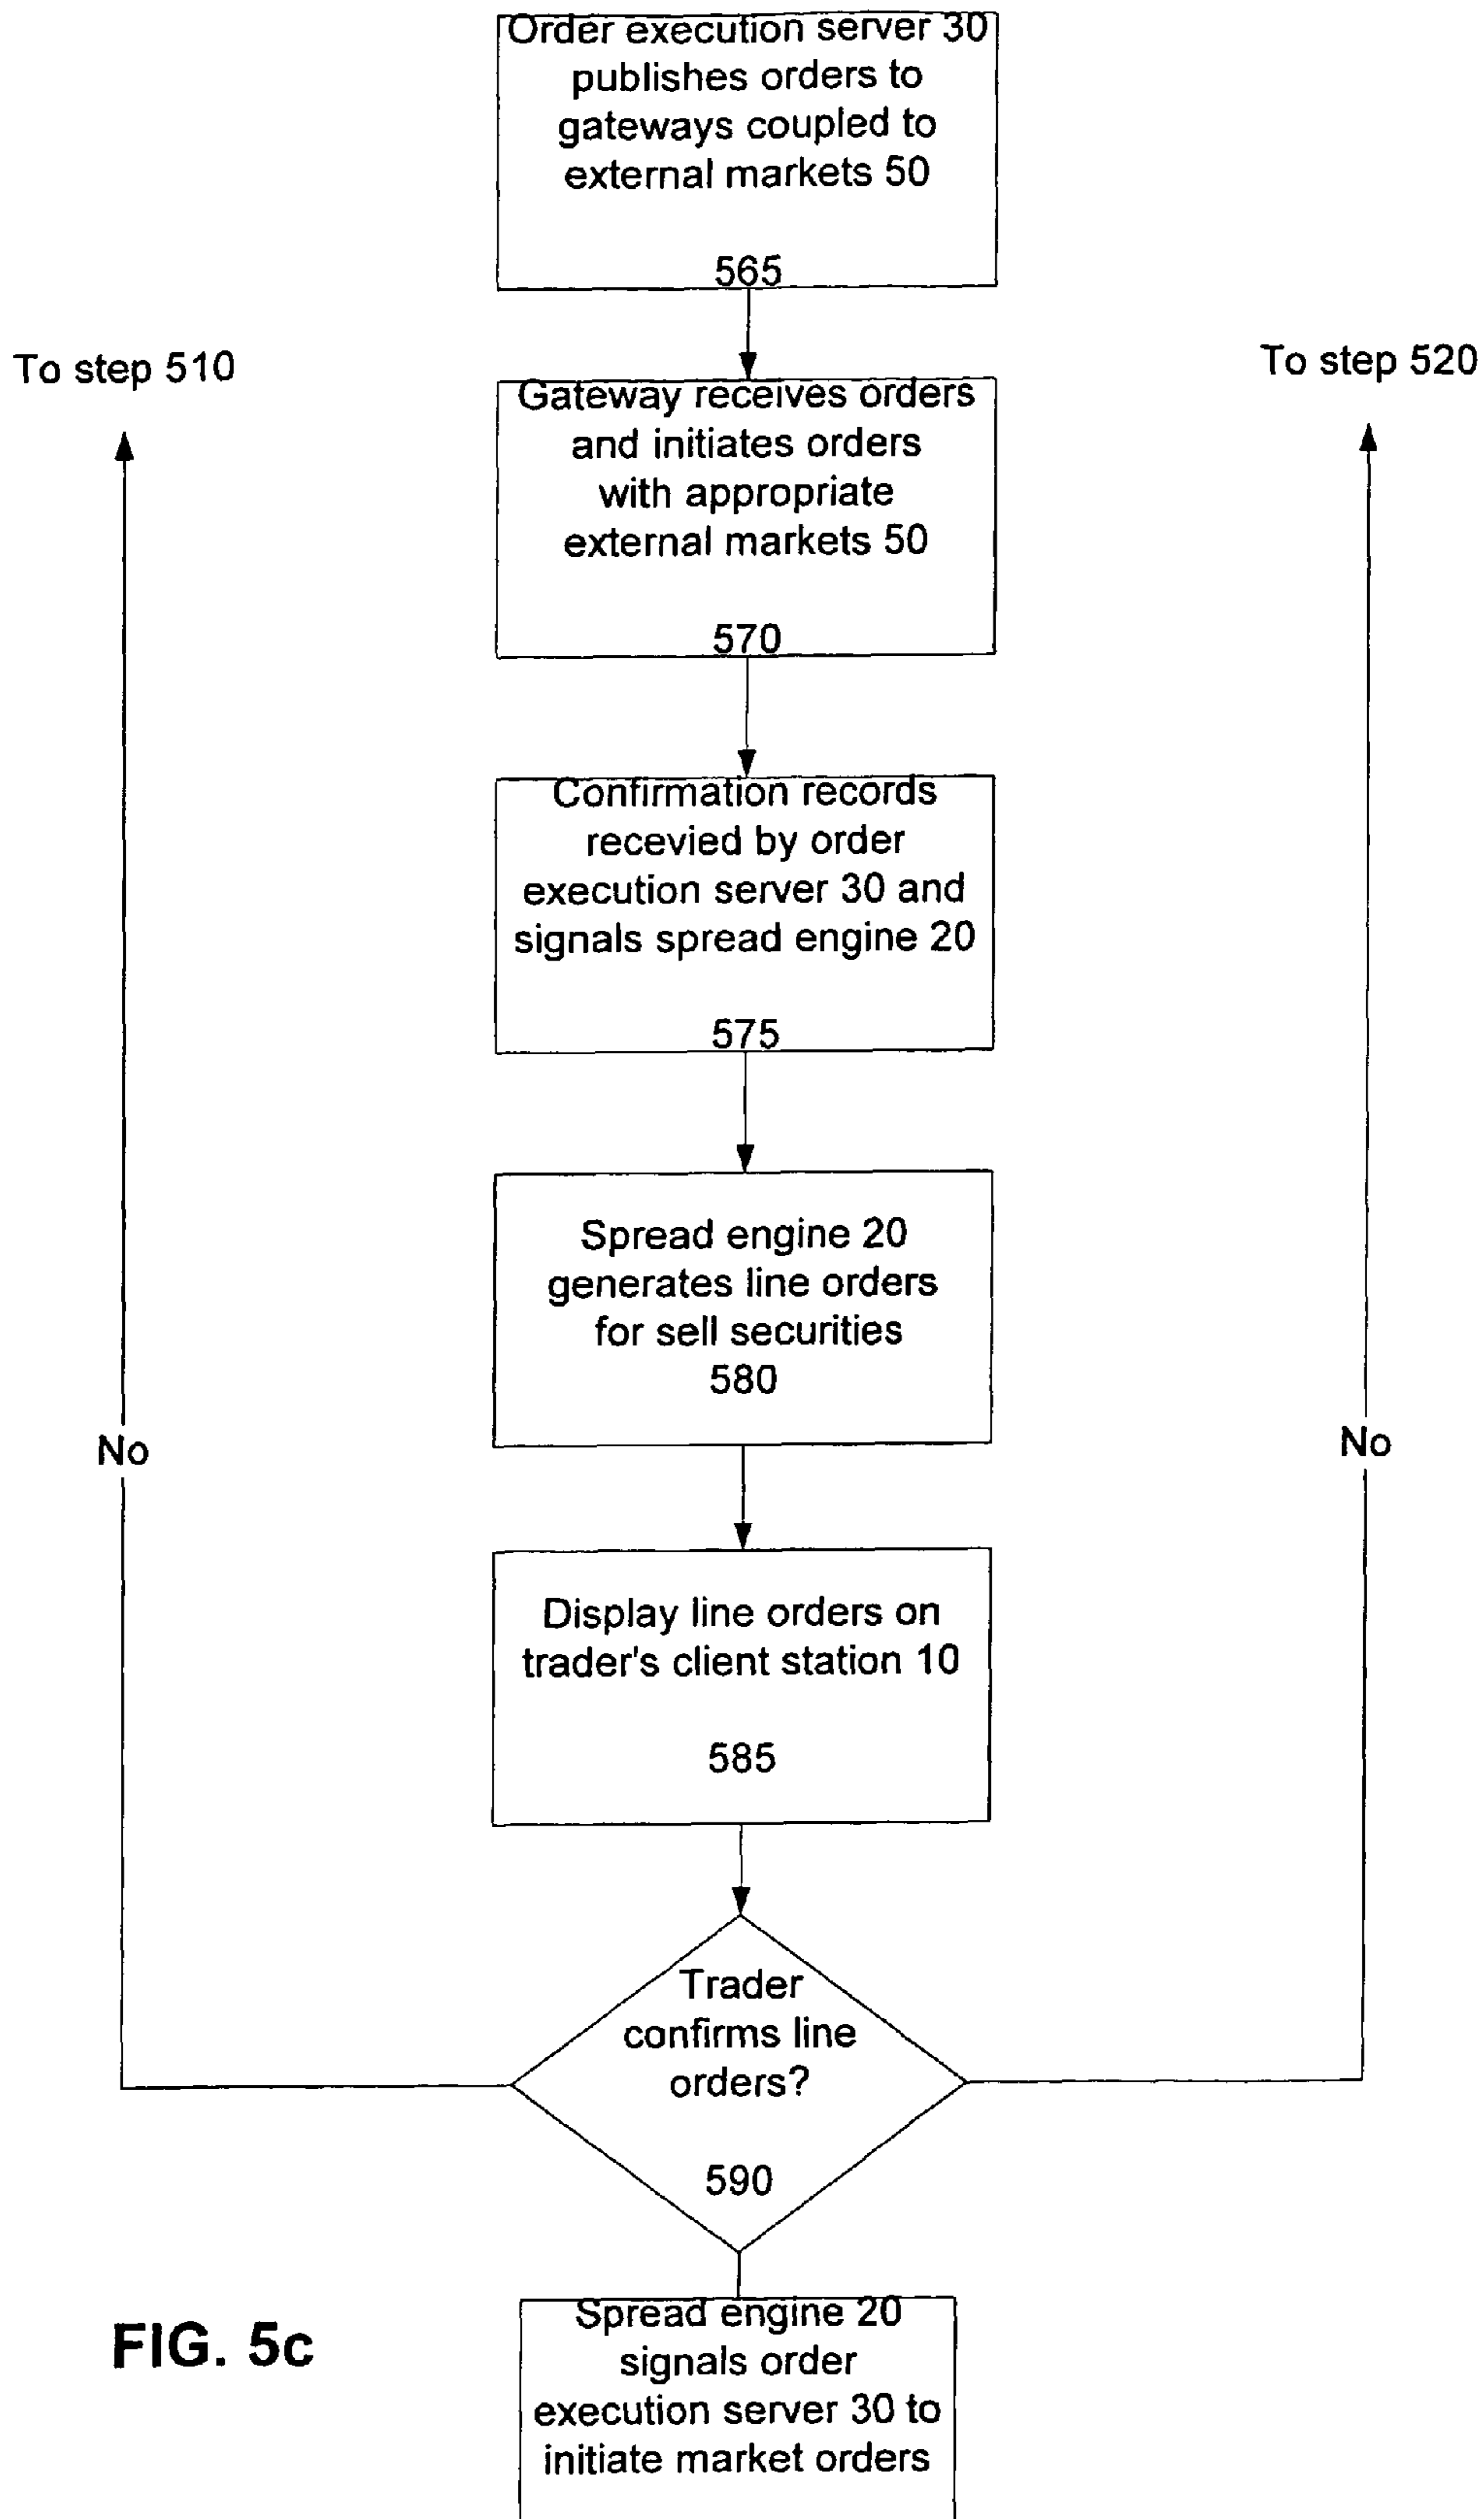 Order execution server 30
publishes orders to
gateways coupled to
external markets 50
565
To step 510
To step 520
Gateway receives orders
and initiates orders
with appropriate
external markets 50
570
Confirmation records
recevied by order
execution server 30 and
signals spread engine 20
575
Spread engine 20
generates line orders
for sell securities
580
No
No
Display line orders on
trader's client station 10
585
Trader
confirms line
orders?
590
FIG. 5c
Spread engine 20
signals order
execution server 30 to
initiate market orders